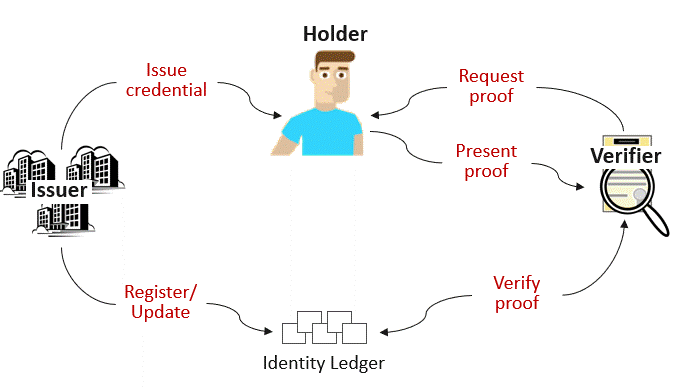 Holder
Issue
credential
Request
proof
Present
proof
Verifier
Issuer
Register/
Update
Verify
proof
Identity Ledger